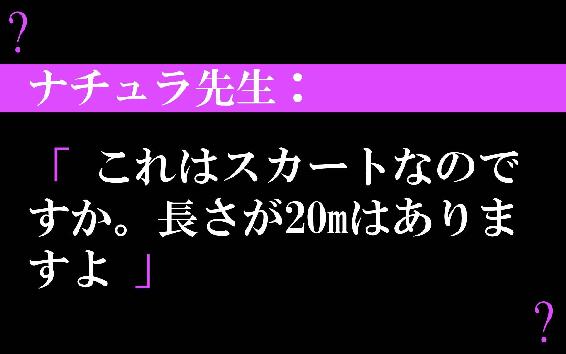 ?
ナチュラ先生：
「 これはスカートなので
すか。長さが20mはありま
すよ 」
?